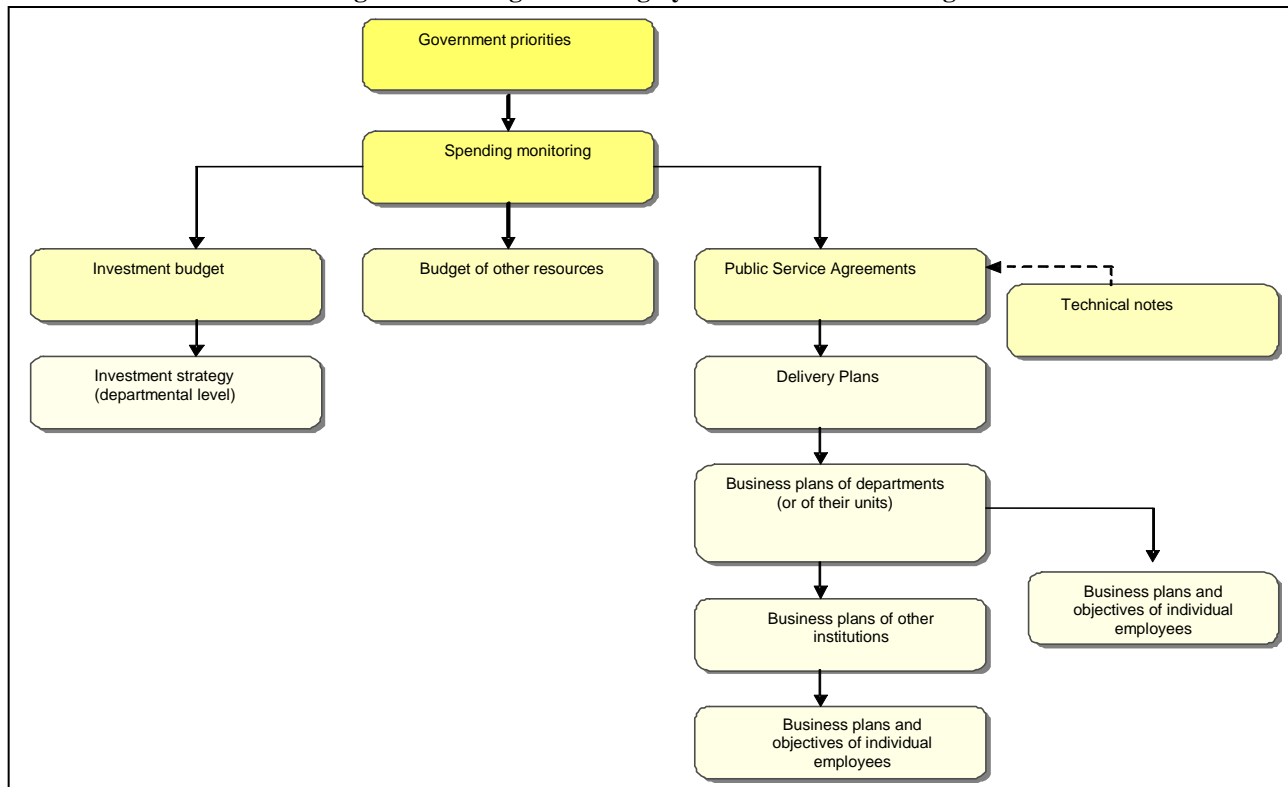 Government priorities
Spending monitoring
Investment budget
Budget of other resources
Public Service Agreements
Technical notes
Investment strategy
(departmental level)
Delivery Plans
Business plans of departments
(or of their units)
Business plans and
objectives of individual
employees
Business plans of other
institutions
Business plans and
objectives of individual
employees